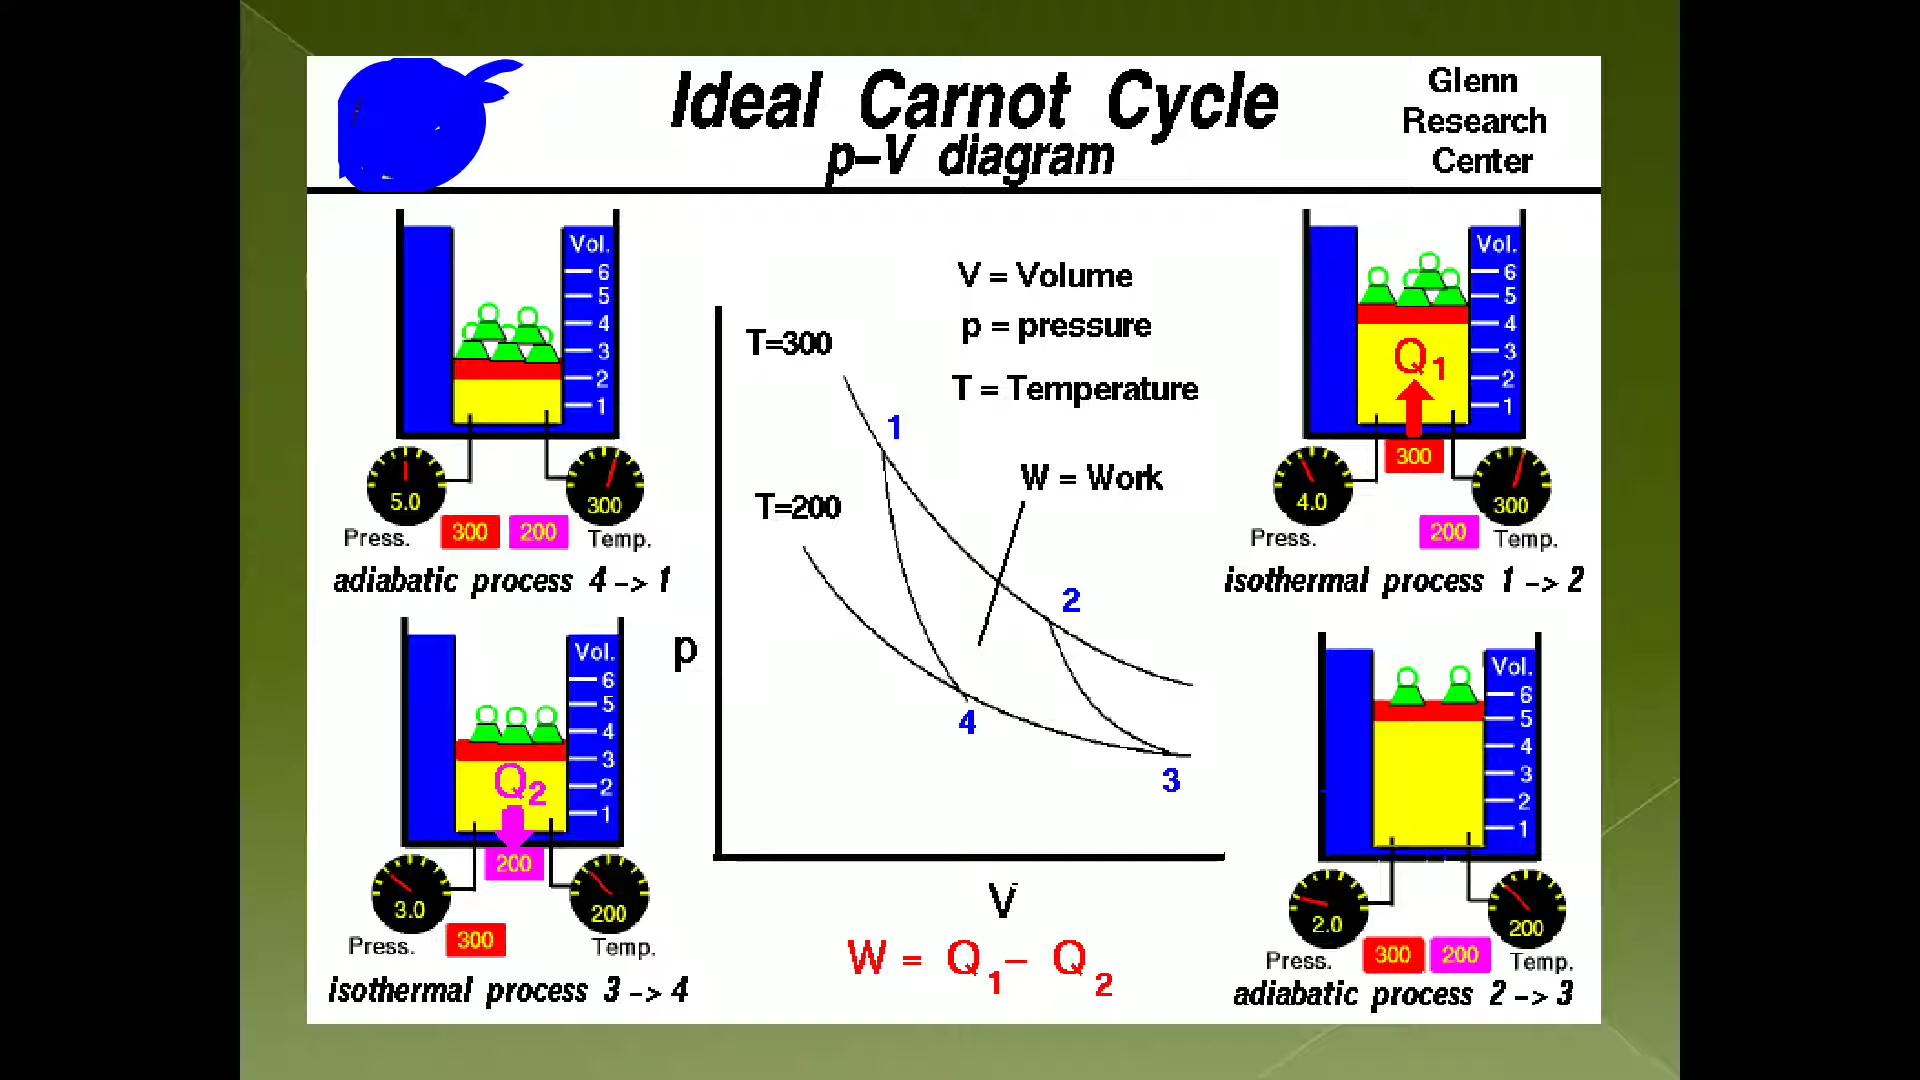 Ideal Carnot Cycle
p-V diagram
Glenn
Research
Center
Vol.
6
5
4
3
2
1
5.0
300
Press.
300
200
Temp.
adiabatic process 4 -> 1
V = Volume
p = pressure
T = Temperature
W = Work
T=300
T=200
1
2
3
4
p
V
W = Q1 - Q2
Vol.
6
5
4
3
2
1
Q1
300
4.0
300
Press.
200
Temp.
isothermal process 1 -> 2
Vol.
6
5
4
3
2
1
Q2
200
3.0
200
Press.
300
Temp.
isothermal process 3 -> 4
Vol.
6
5
4
3
2
1
2.0
200
Press.
300
200
Temp.
adiabatic process 2 -> 3